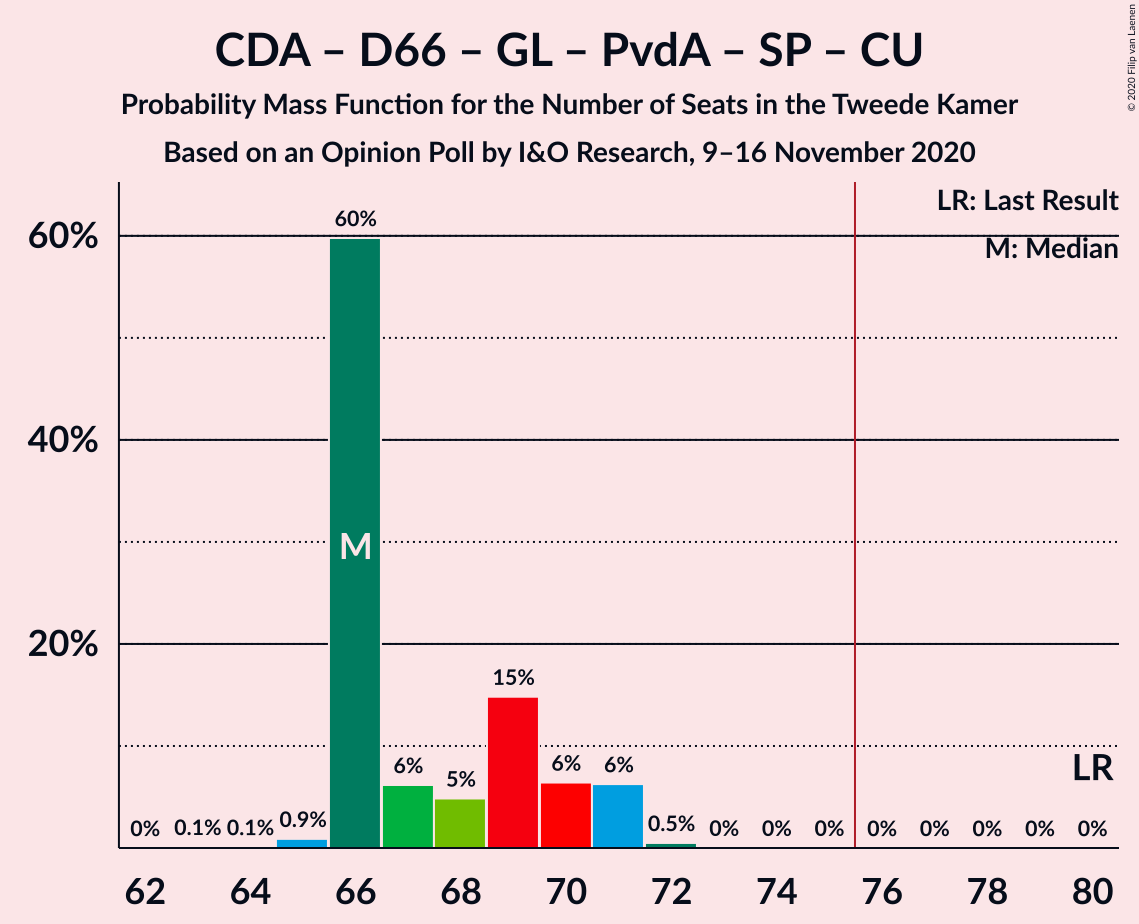 CDA – D66 – GL – PvdA – SP – CU
Probability Mass Function for the Number of Seats in the Tweede Kamer
Based on an Opinion Poll by I&O Research, 9–16 November 2020
© 2020 Filip van Laenen
LR: Last Result
M: Median
60%
40%
20%
0% 0.1% 0.1% 0.9% 60% 6% 5% 15% 6% 6% 0.5% 0% 0% 0% 0% 0% 0% 0% 0%
M
LR
62 64 66 68 70 72 74 76 78 80